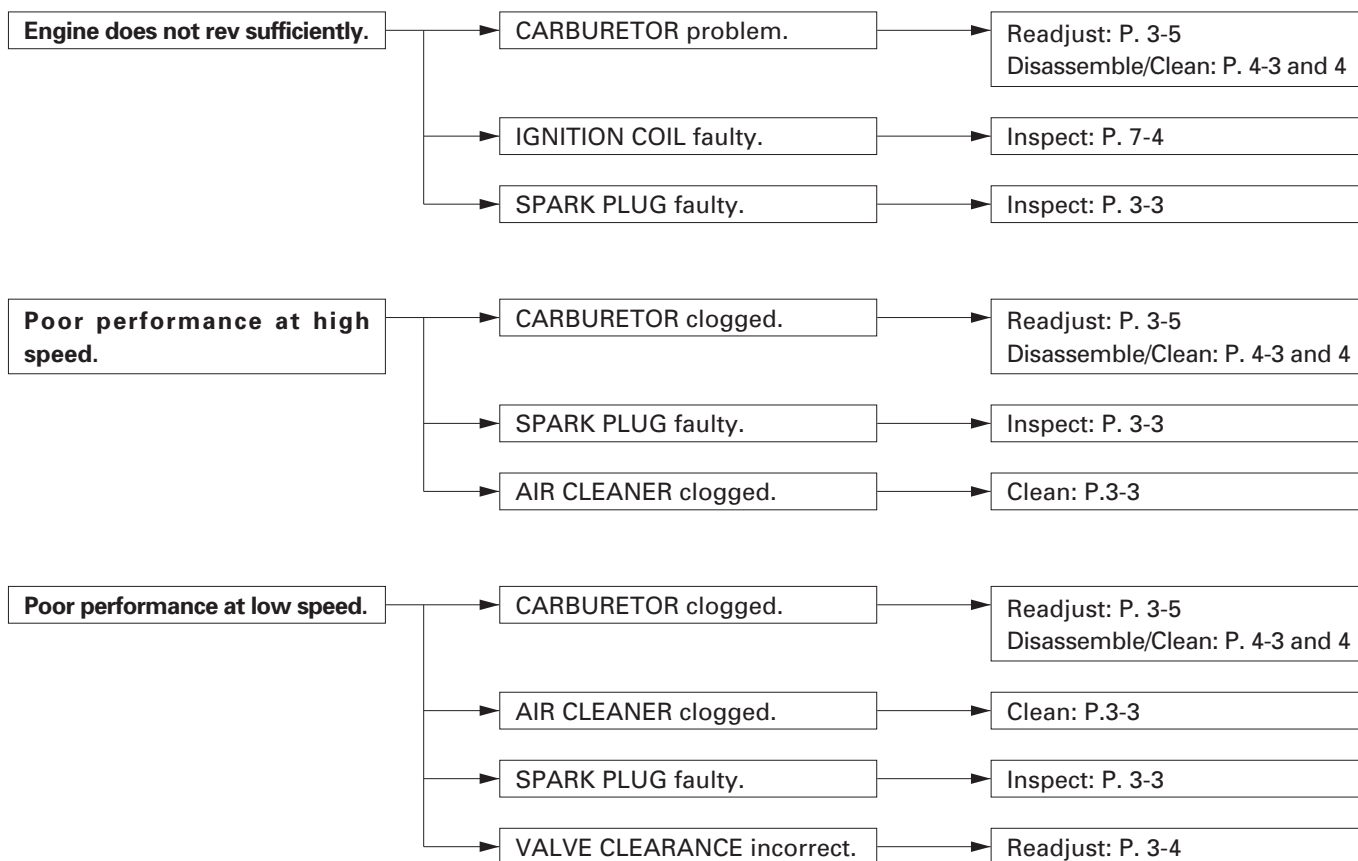 Engine does not rev sufficiently.
CARBURETOR problem.
Readjust: P. 3-5
Disassemble/Clean: P. 4-3 and 4
IGNITION COIL faulty.
Inspect: P. 7-4
SPARK PLUG faulty.
Inspect: P. 3-3
Poor performance at high
speed.
CARBURETOR clogged.
Readjust: P. 3-5
Disassemble/Clean: P. 4-3 and 4
SPARK PLUG faulty.
Inspect: P. 3-3
AIR CLEANER clogged.
Clean: P.3-3
Poor performance at low speed.
CARBURETOR clogged.
Readjust: P. 3-5
Disassemble/Clean: P. 4-3 and 4
AIR CLEANER clogged.
Clean: P.3-3
SPARK PLUG faulty.
Inspect: P. 3-3
VALVE CLEARANCE incorrect.
Readjust: P. 3-4